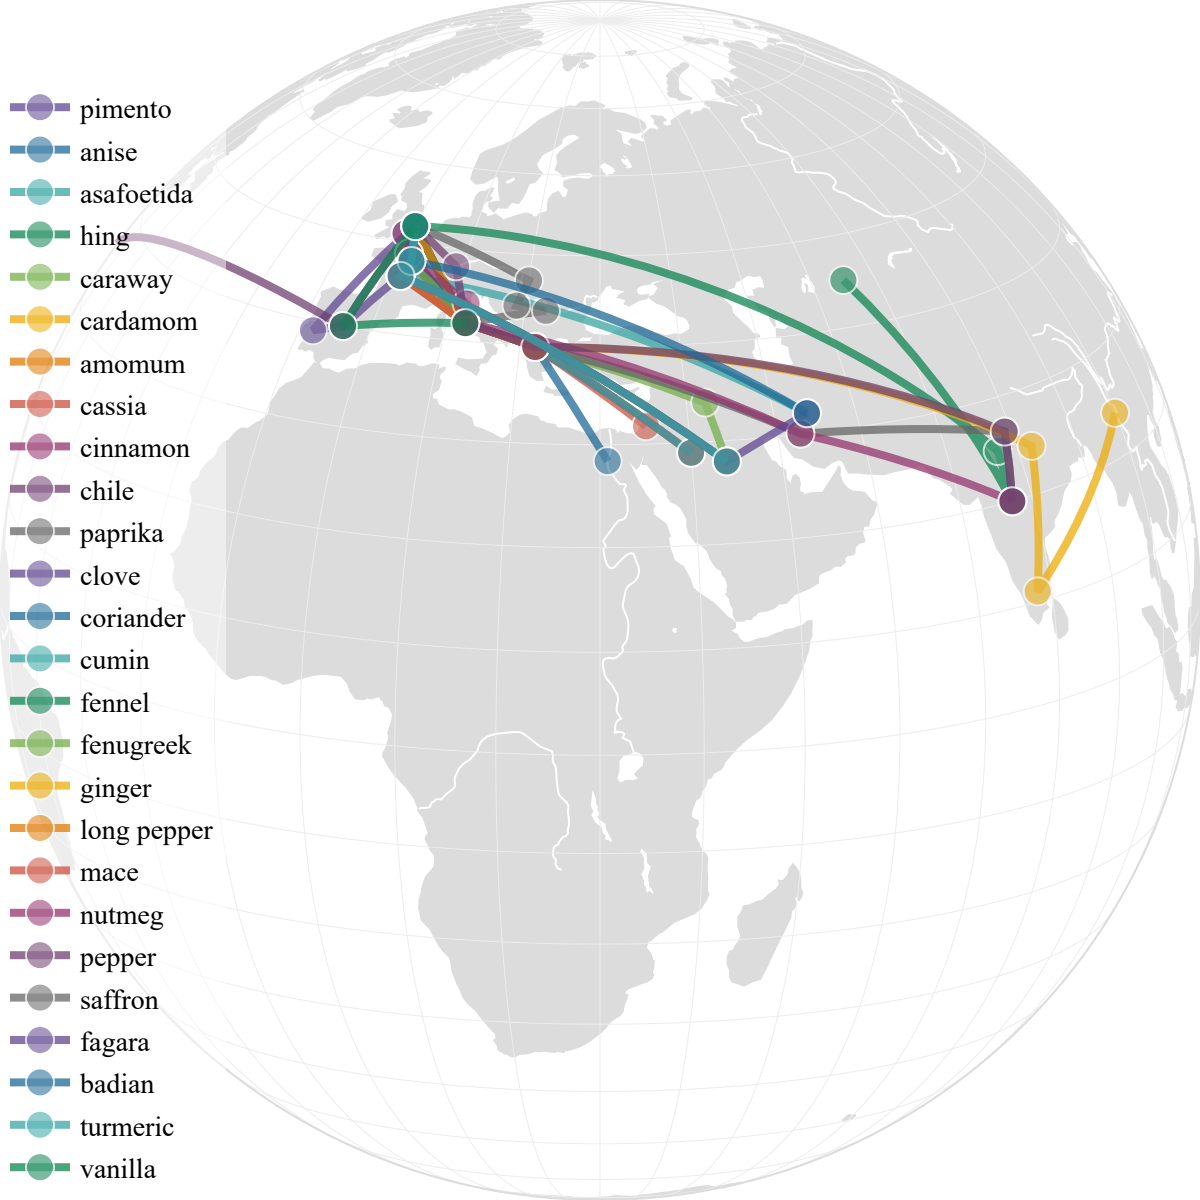 pimento
anise
asafoetida
hing
caraway
cardamom
amomum
cassia
cinnamon
chile
paprika
clove
coriander
cumin
fennel
fenugreek
ginger
long pepper
mace
nutmeg
pepper
saffron
fagara
badian
turmeric
vanilla